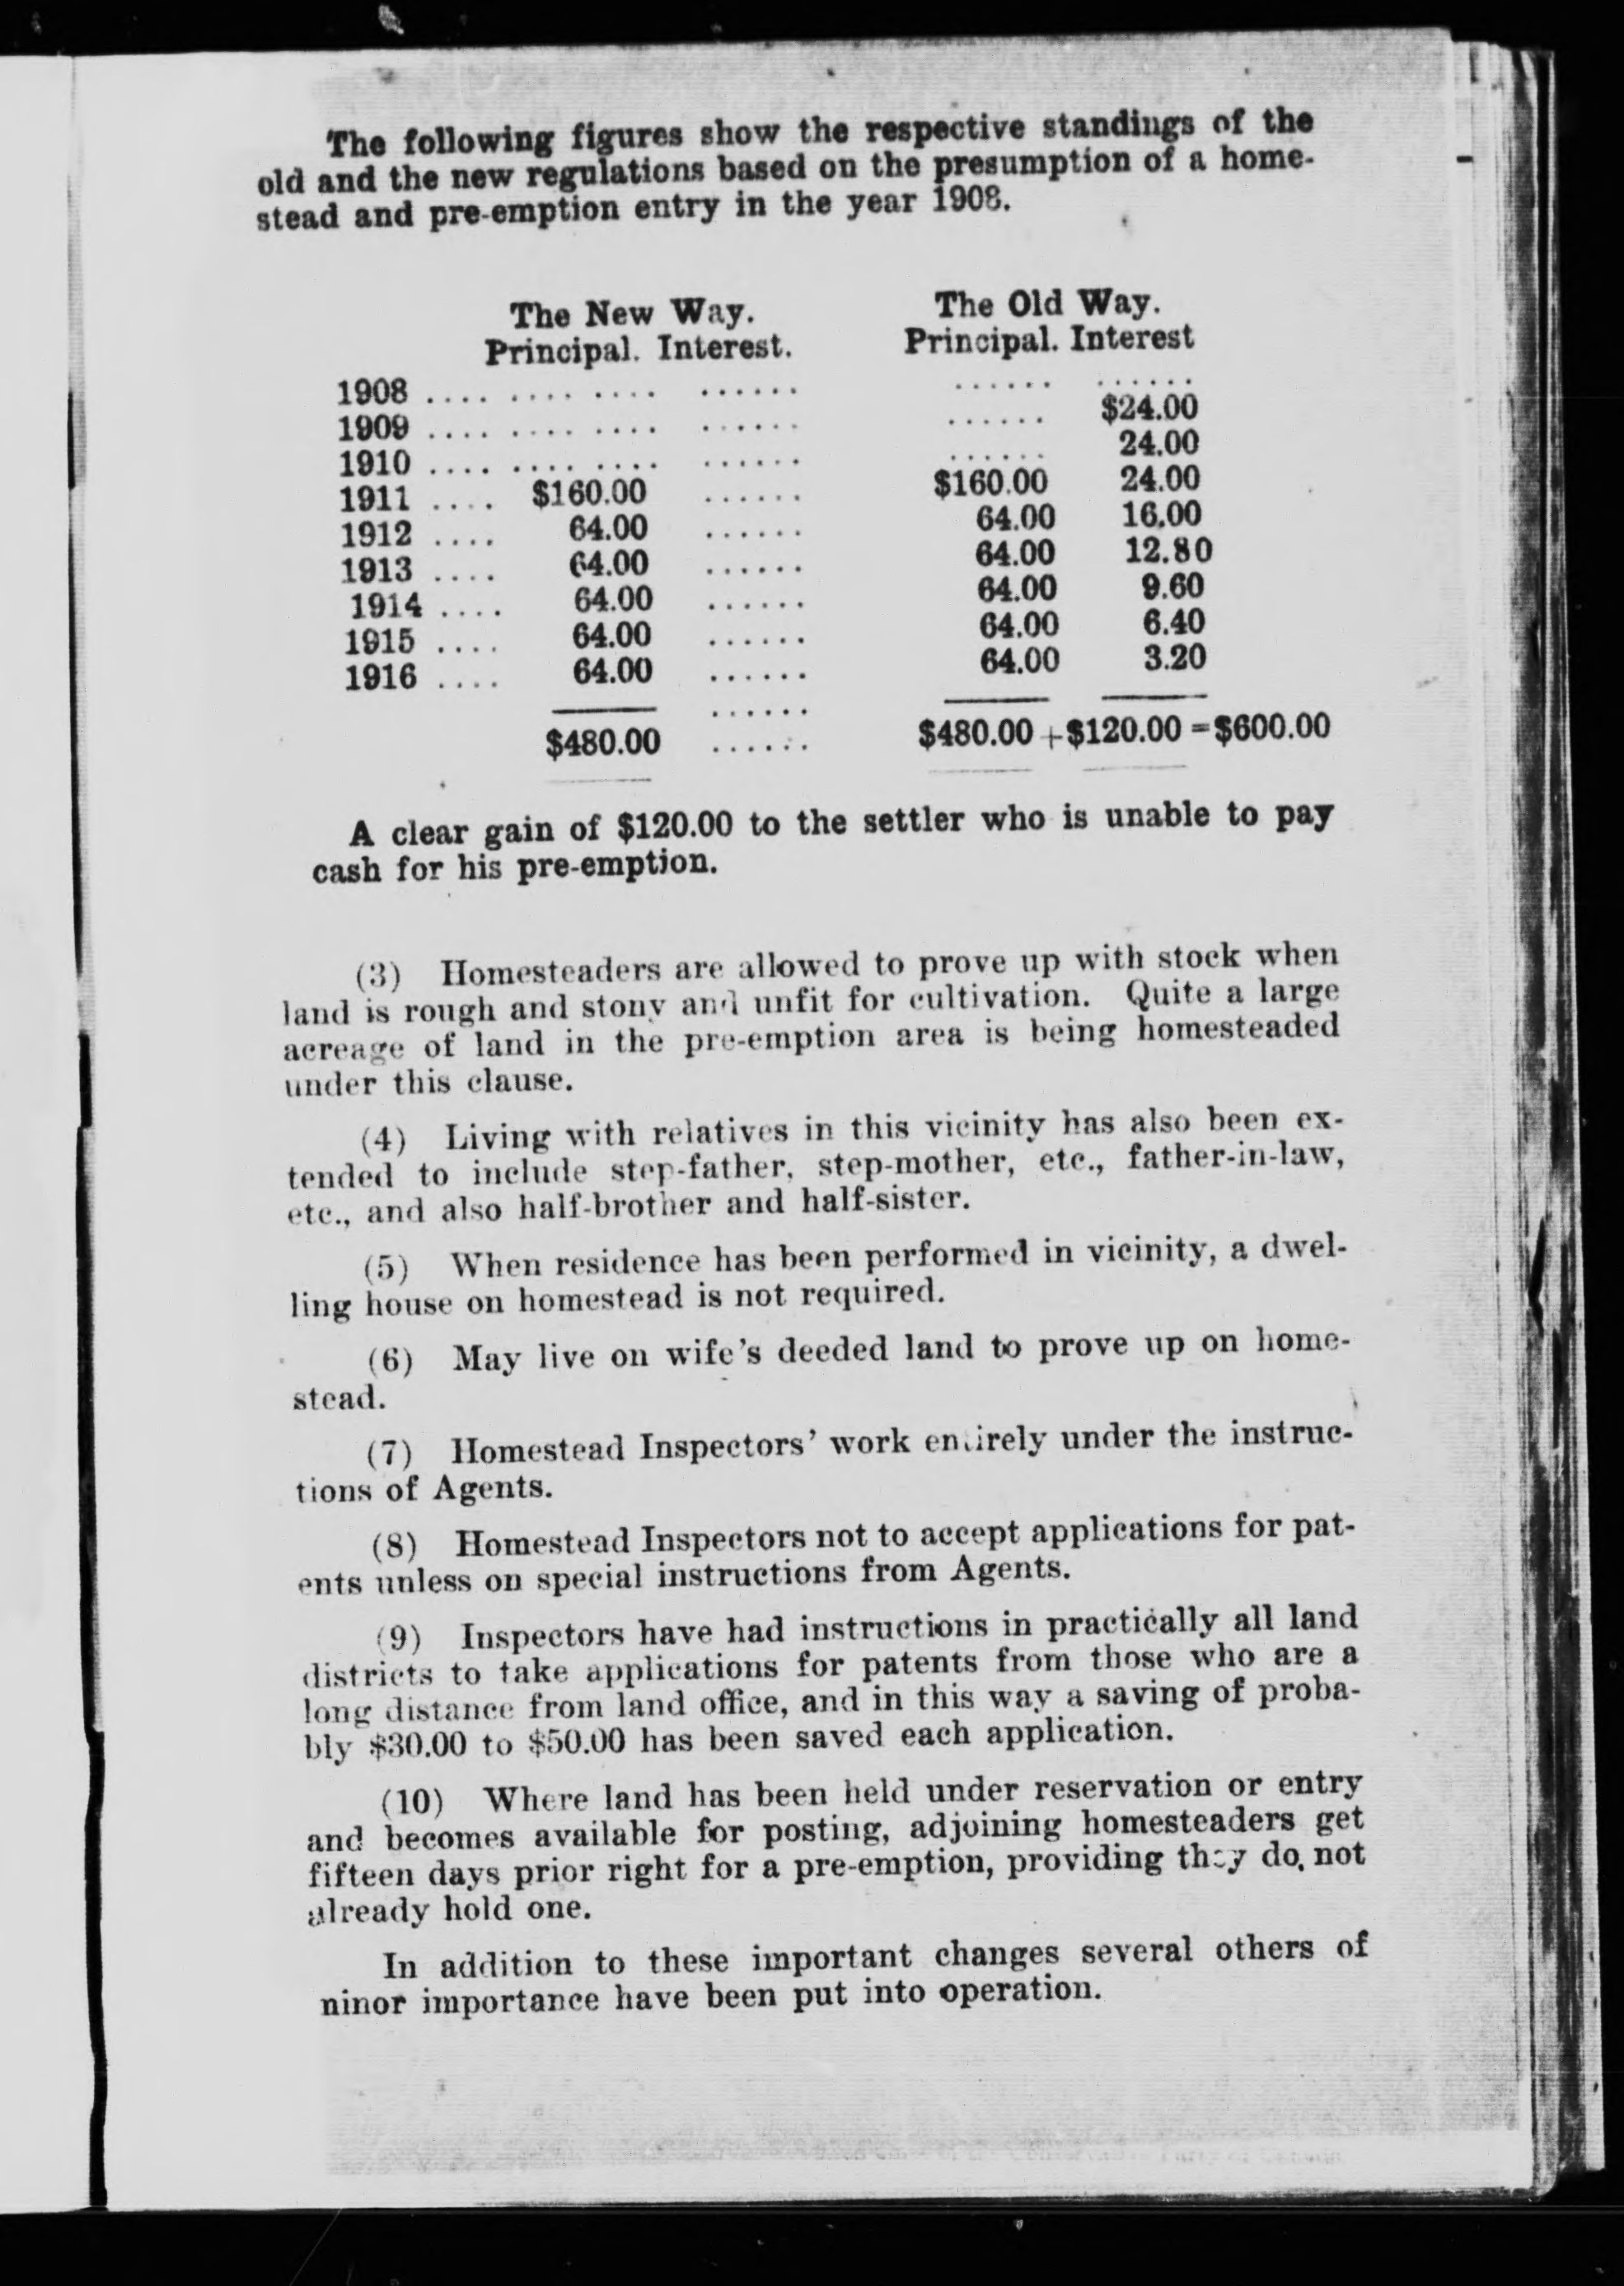 The following figures show the respective standings of the
old and the new regulations based on the presumption of a home-
stead and pre-emption entry in the year 1908.
The New Way. The Old Way.
Principal. Interest. Principal. Interest
1908 .... .... .... ...... ...... ......
1909 .... .... .... ...... ...... $24.00
1910 .... .... .... ...... ...... 24.00
1911 .... $160.00 ...... $160.00 24.00
1912 .... 64.00 ...... 64.00 16.00
1913 .... 64.00 ...... 64.00 12.80
1914 .... 64.00 ...... 64.00 9.60
1915 .... 64.00 ...... 64.00 6.40
1916 .... 64.00 ...... 64.00 3.20
......
$480.00 ...... $480.00 + $120.00 = $600.00
A clear gain of $120.00 to the settler who is unable to pay
cash for his pre-emption.
(3) Homesteaders are allowed to prove up with stock when
land is rough and stony and unfit for cultivation. Quite a large
acreage of land in the pre-emption area is being homesteaded
under this clause.
(4) Living with relatives in this vicinity has also been ex-
tended to include step-father, step-mother, etc., father-in-law,
etc., and also half-brother and half-sister.
(5) When residence has been performed in vicinity, a dwel-
ling house on homestead is not required.
(6) May live on wife's deeded land to prove up on home-
stead.
(7) Homestead Inspectors' work entirely under the instruc-
tions of Agents.
(8) Homestead Inspectors not to accept applications for pat-
ents unless on special instructions from Agents.
(9) Inspectors have had instructions in practically all land
districts to take applications for patents from those who are a
long distance from land office, and in this way a saving of proba-
bly $30.00 to $50.00 has been saved each application.
(10) Where land has been held under reservation or entry
and becomes available for posting, adjoining homesteaders get
fifteen days prior right for a pre-emption, providing they do. not
already hold one.
In addition to these important changes several others of
ninor importance have been put into operation.